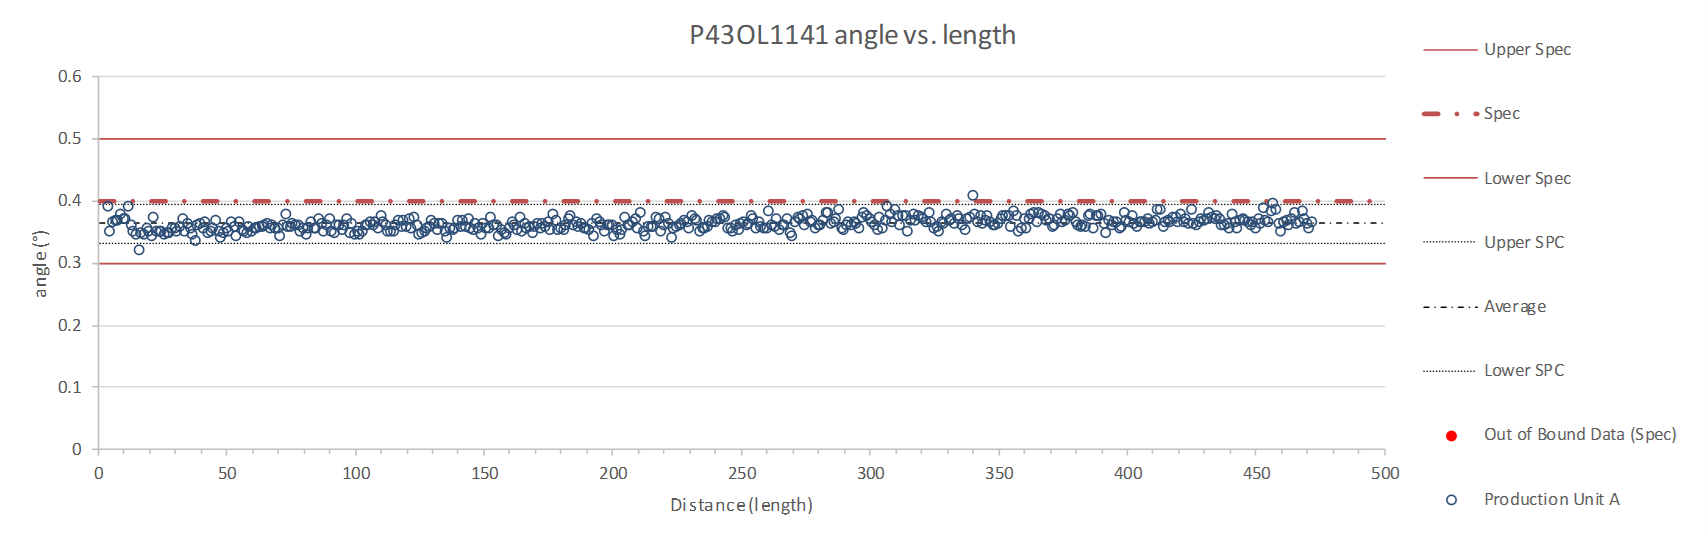 P43OL1141 angle vs. length
0.6
0.5
0.4
0.3
0.2
0.1
0
angle (°)
0 50 100 150 200 250 300 350 400 450 500
Distance (length)
Upper Spec
Spec
Lower Spec
Upper SPC
Average
Lower SPC
Out of Bound Data (Spec)
Production Unit A